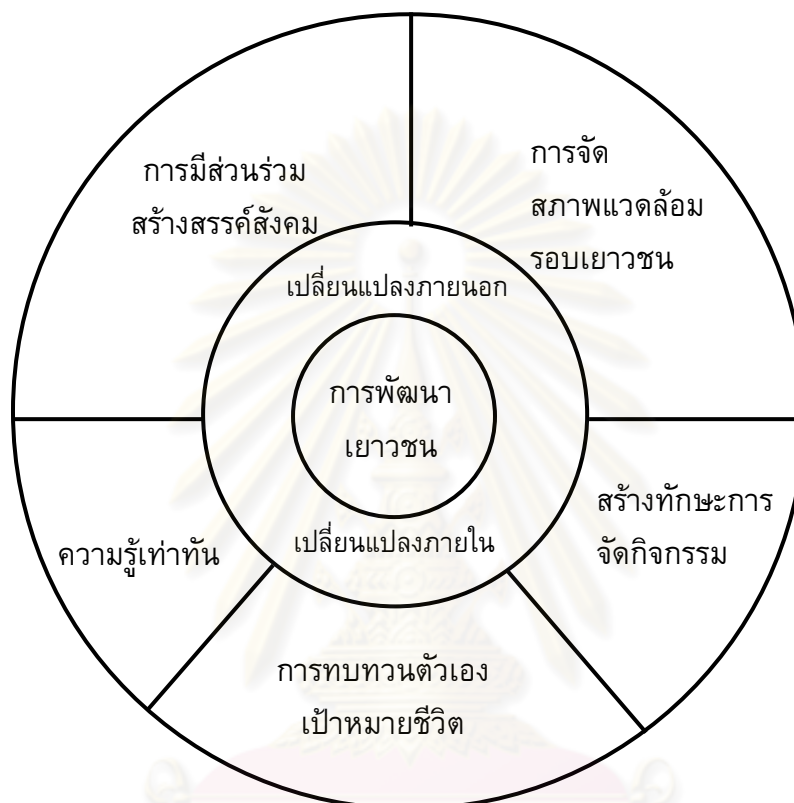 การมีส่วนร่วม
สร้างสรรค์สังคม
การจัด
สภาพแวดล้อม
รอบเยาวชน
เปลี่ยนแปลงภายนอก
การพัฒนา
เยาวชน
เปลี่ยนแปลงภายใน
ความรู้เท่าทัน
สร้างทักษะการ
จัดกิจกรรม
การทบทวนตัวเอง
เป้าหมายชีวิต